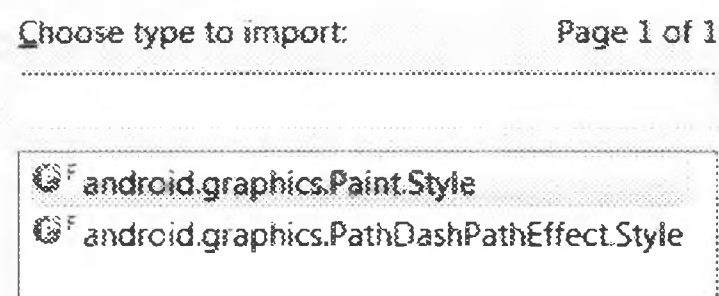 Choose type to import: Page 1 of 1
android.graphics.Paint.Style
android.graphics.PathDashPathEffect.Style